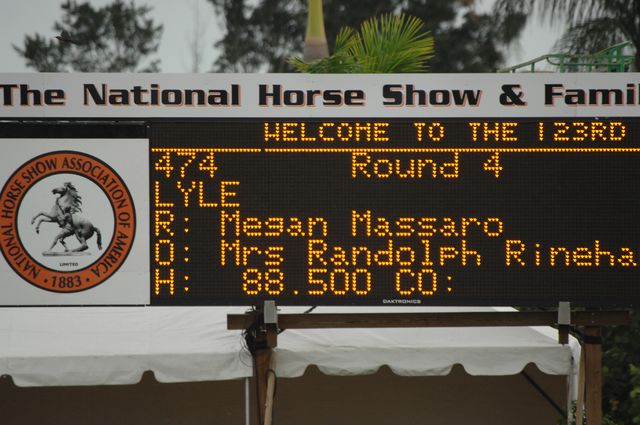 The National Horse Show & Famil
WELCOME TO THE 123RD
474 Round 4
LYLE
R: Megan Massaro
O: Mrs Randolph Rineha
H: 88.500 CO:
DAKTRONICS
NATIONAL HORSE SHOW ASSOCIATION OF AMERICA
LIMITED
· 1883 ·